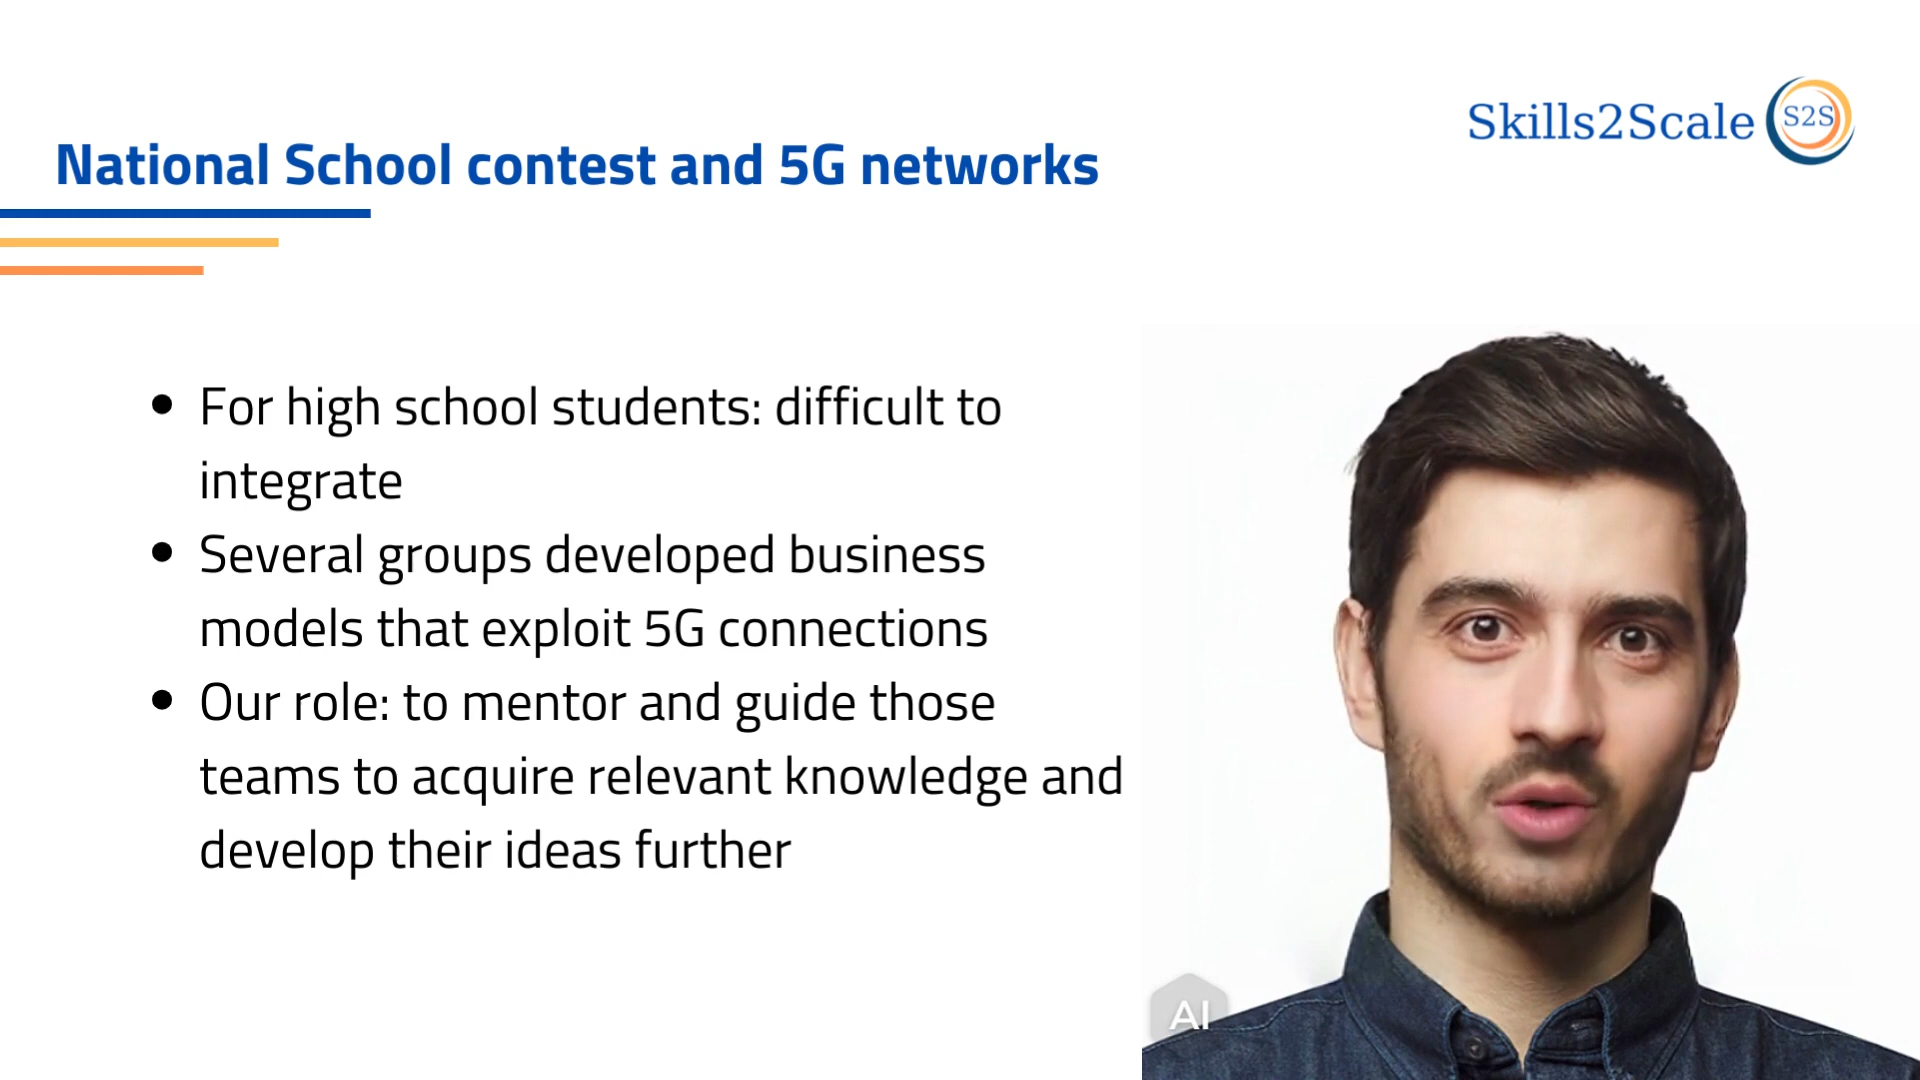 Skills2Scale S2S
National School contest and 5G networks
• For high school students: difficult to
integrate
• Several groups developed business
models that exploit 5G connections
• Our role: to mentor and guide those
teams to acquire relevant knowledge and
develop their ideas further
AI